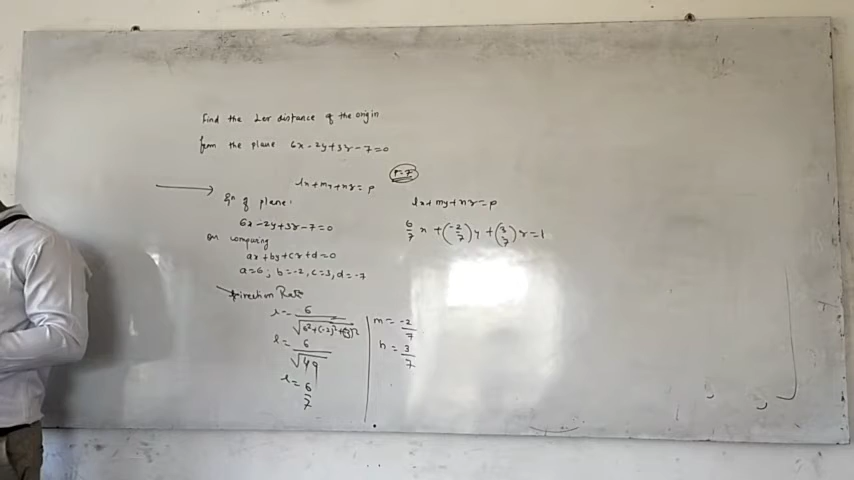 Find the Ler distance of the origin
from the plane 6x-2y+3z-7=0
P=7
lx+my+nz=p
Eqn of plane:
6x-2y+3z-7=0
On comparing
ax+by+cz+d=0
a=6; b=-2, c=3, d=-7
Direction Ratio
l= 6/√6²+(-2)²+(3)²
l= 6/√49
l= 6/7
m= -2/7
n= 3/7
lx+my+nz=p
6/7 x +(-2/7)y +(3/7)z=1